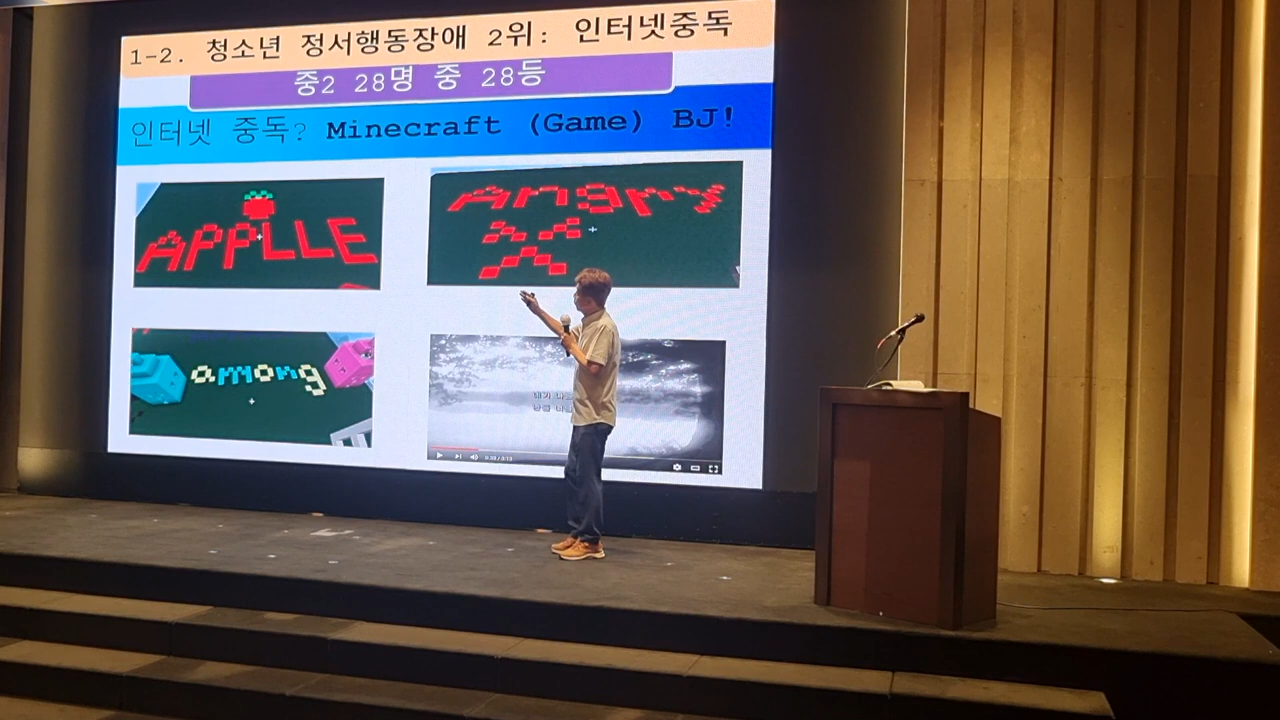 1-2. 청소년 정서행동장애 2위: 인터넷중독
중2 28명 중 28등
인터넷 중독? Minecraft (Game) BJ!
APPLLE
Angry
X
among